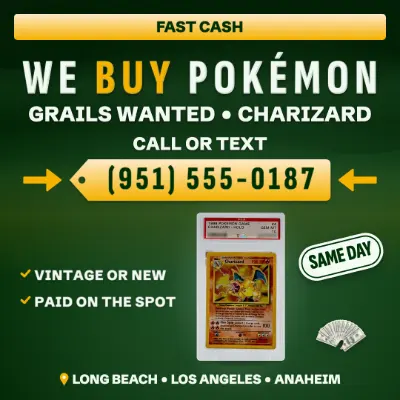 FAST CASH
WE BUY POKÉMON
GRAILS WANTED • CHARIZARD
CALL OR TEXT
(951) 555-0187
SAME DAY
VINTAGE OR NEW
PAID ON THE SPOT
Charizard
LONG BEACH • LOS ANGELES • ANAHEIM